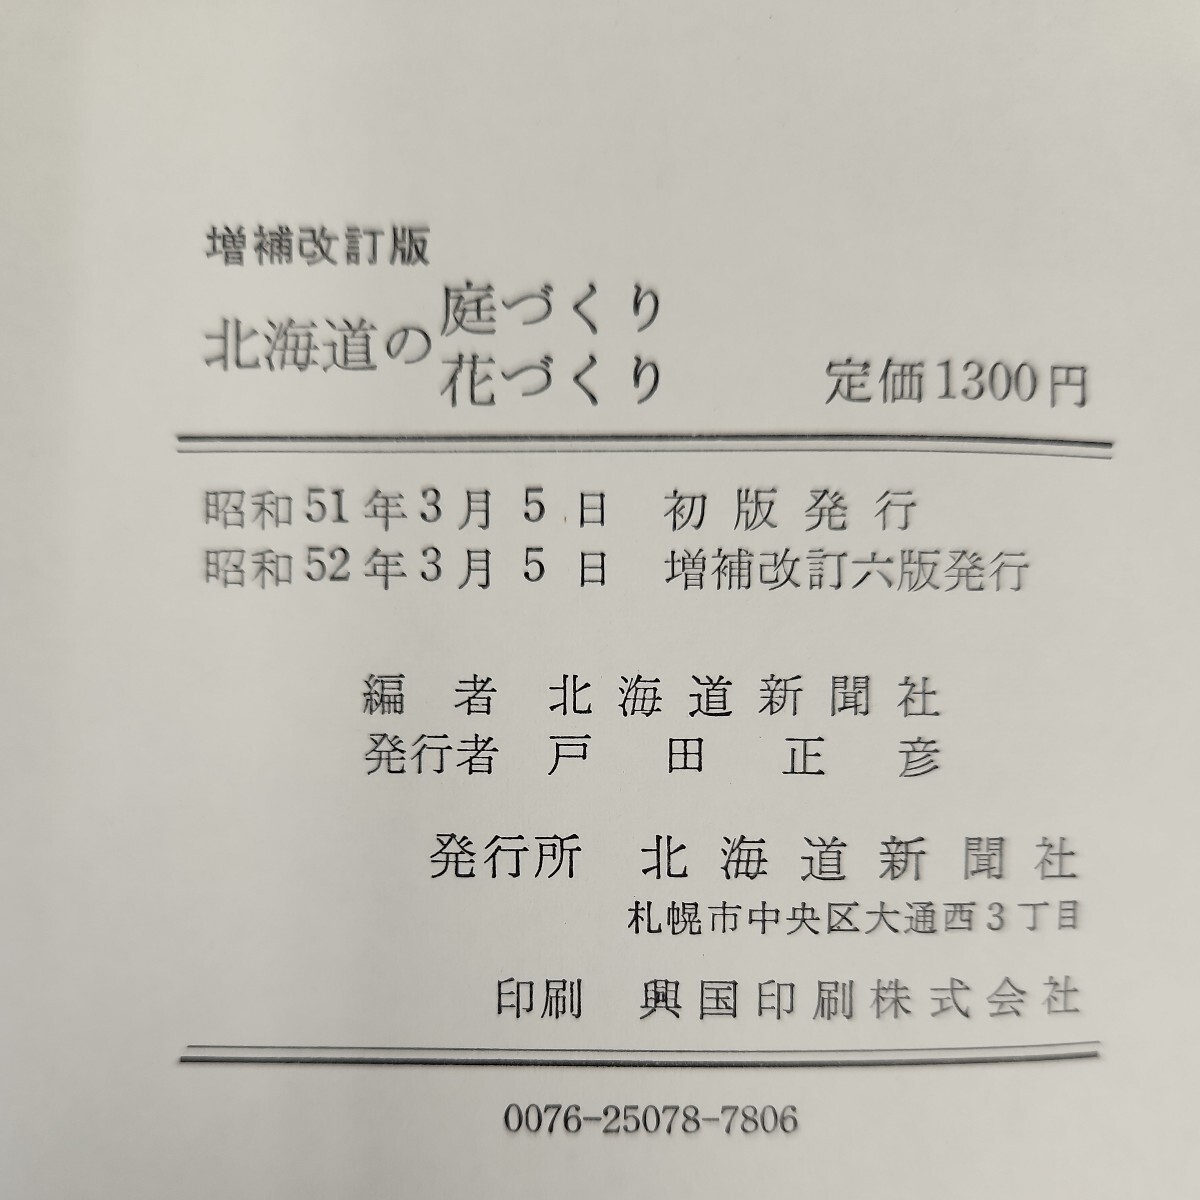 増補改訂版
北海道の庭づくり
花づくり
定価1300円
昭和51年3月5日 初版発行
昭和52年3月5日 増補改訂六版発行
編者 北海道新聞社
発行者 戸田正彦
発行所 北海道新聞社
札幌市中央区大通西3丁目
印刷 興国印刷株式会社
0076-25078-7806